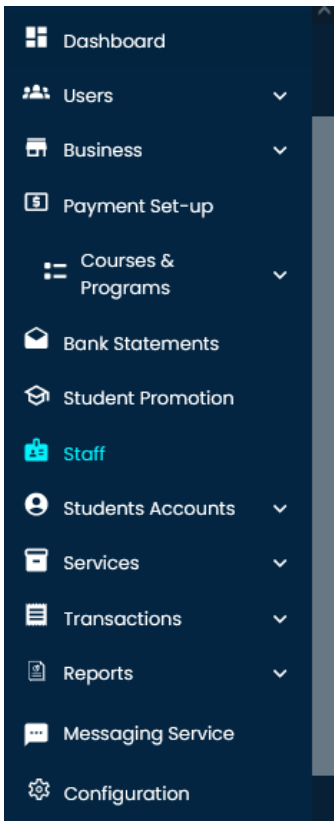 Dashboard
Users
Business
Payment Set-up
Courses &
Programs
Bank Statements
Student Promotion
Staff
Students Accounts
Services
Transactions
Reports
Messaging Service
Configuration